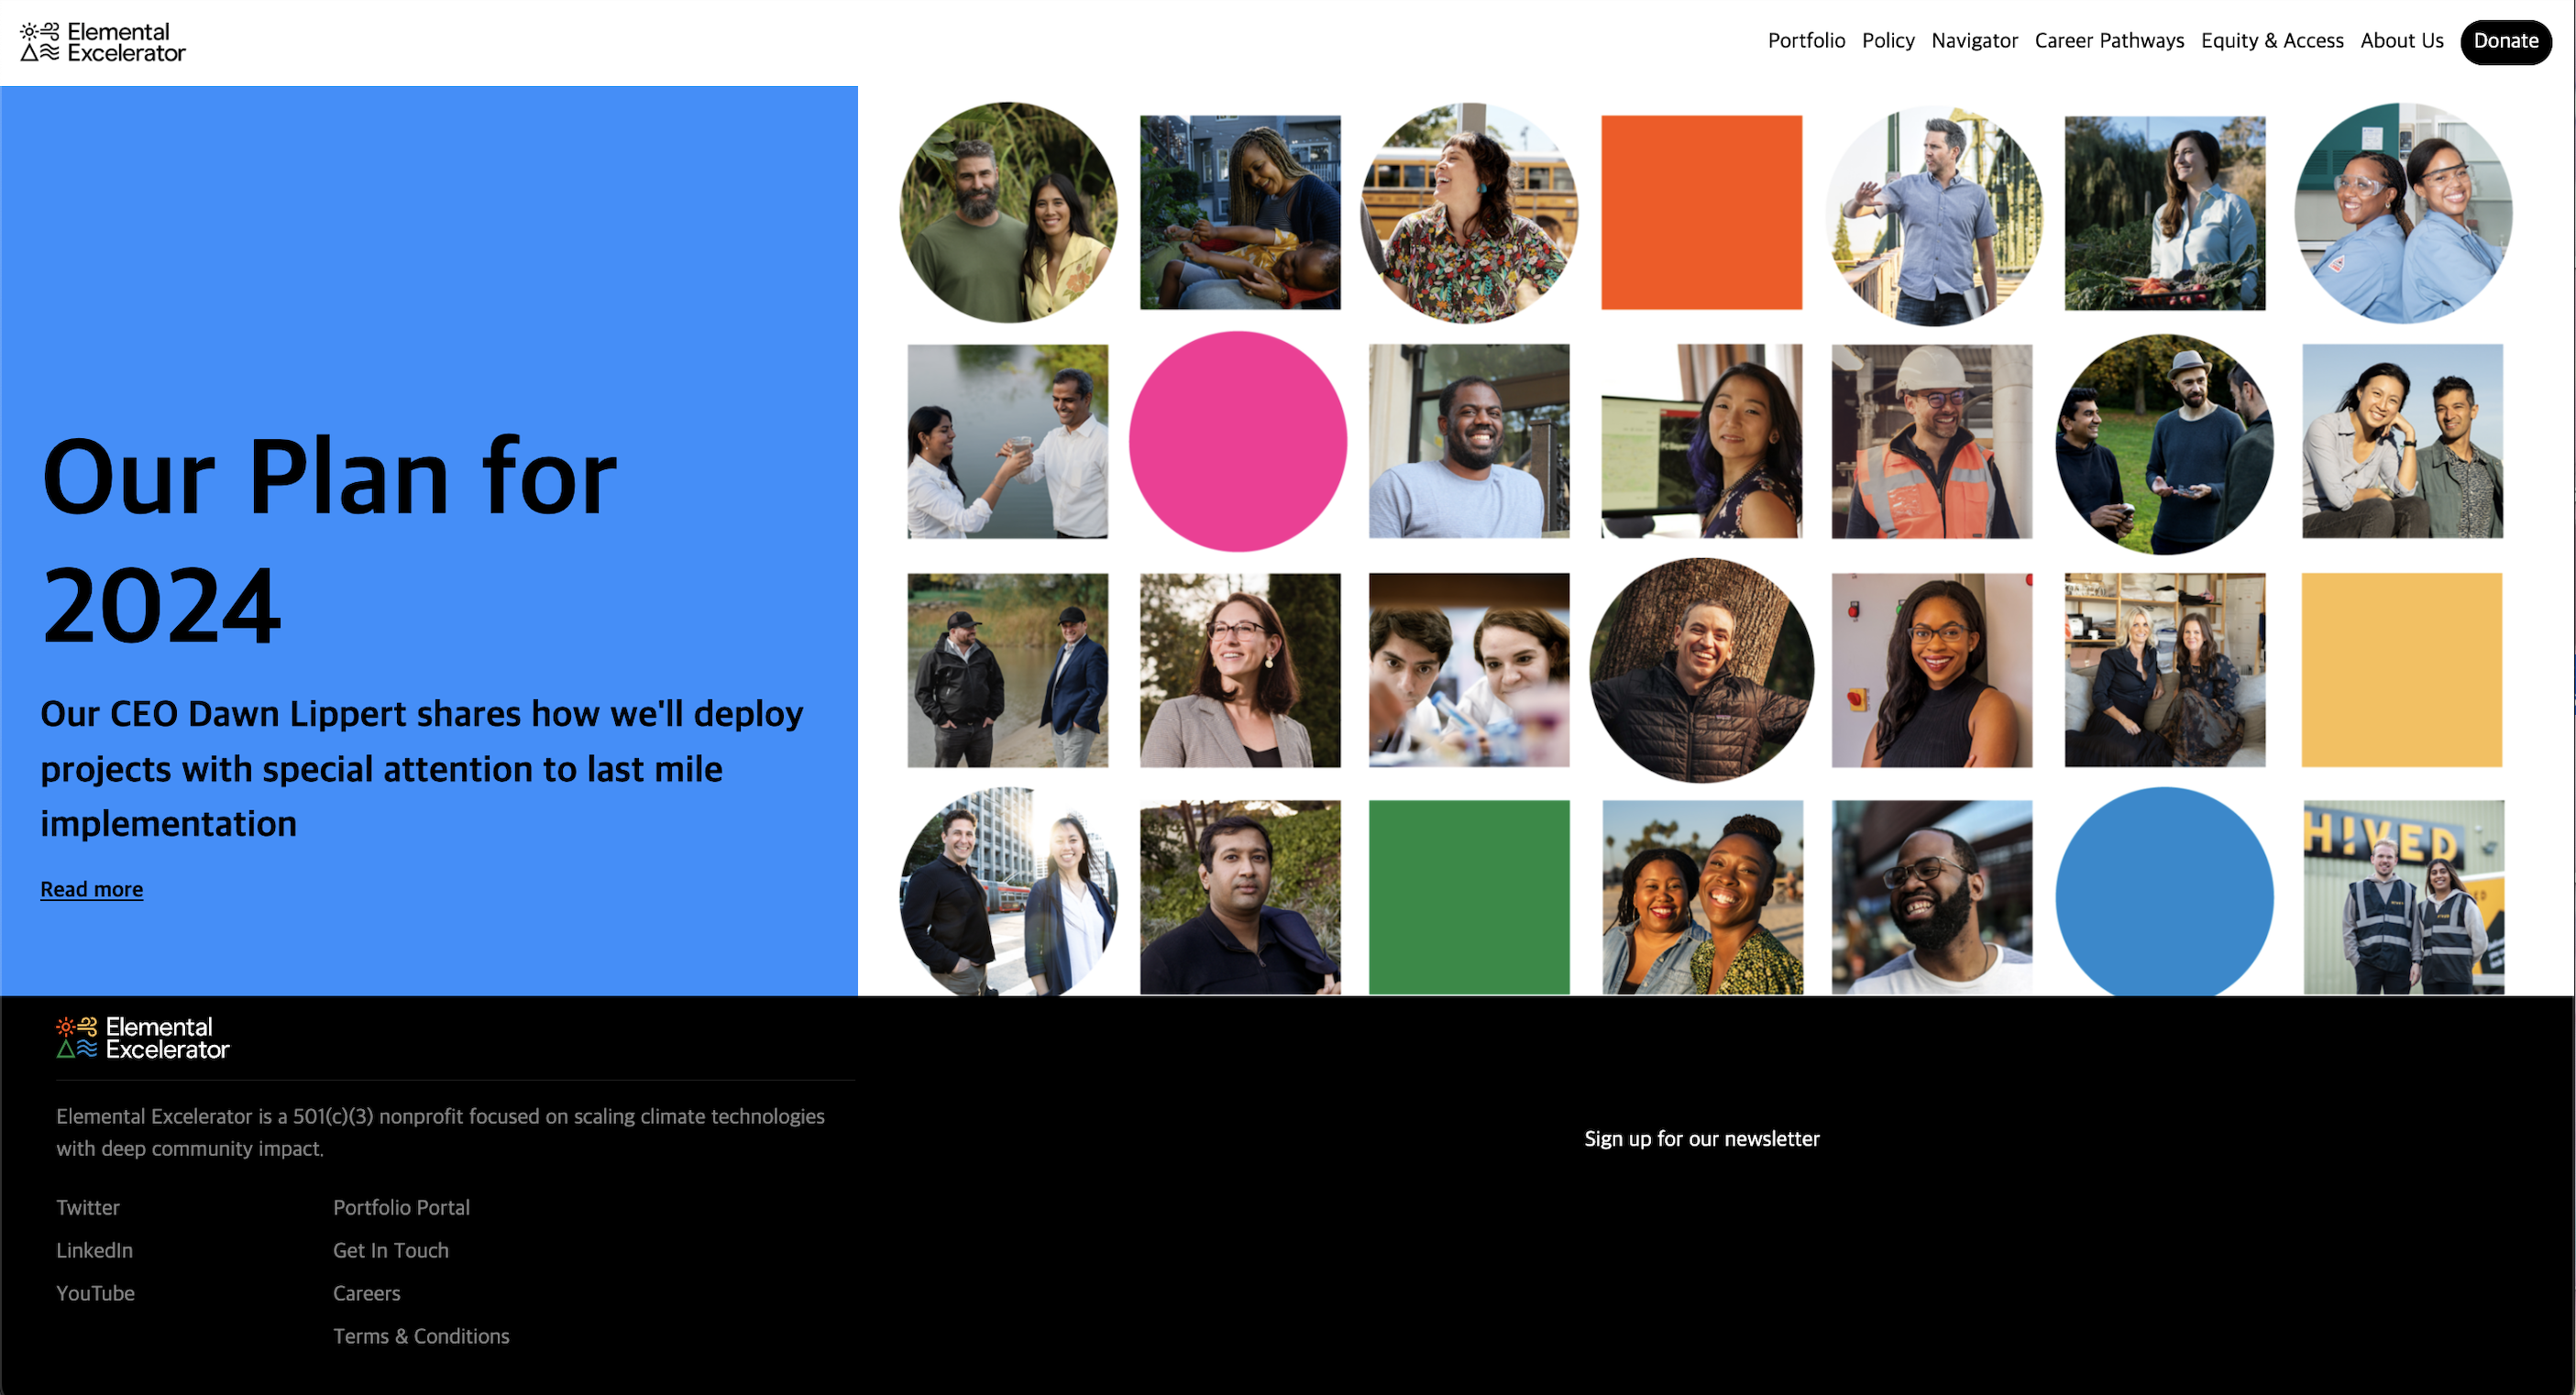 Elemental
Excelerator
Portfolio Policy Navigator Career Pathways Equity & Access About Us Donate
Our Plan for
2024
Our CEO Dawn Lippert shares how we'll deploy
projects with special attention to last mile
implementation
Read more
H!VED
Elemental
Excelerator
Elemental Excelerator is a 501(c)(3) nonprofit focused on scaling climate technologies
with deep community impact.
Sign up for our newsletter
Twitter
LinkedIn
YouTube
Portfolio Portal
Get In Touch
Careers
Terms & Conditions